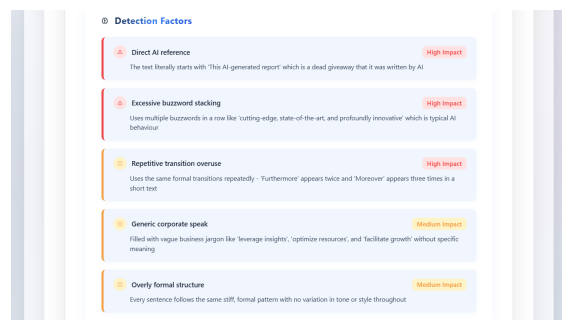 Detection Factors
Direct AI reference
High Impact
The text literally starts with 'This AI-generated report' which is a dead giveaway that it was written by AI
Excessive buzzword stacking
High Impact
Uses multiple buzzwords in a row like 'cutting-edge, state-of-the-art, and profoundly innovative' which is typical AI
behaviour
Repetitive transition overuse
High Impact
Uses the same formal transitions repeatedly - 'Furthermore' appears twice and 'Moreover' appears three times in a
short text
Generic corporate speak
Medium Impact
Filled with vague business jargon like 'leverage insights', 'optimize resources', and 'facilitate growth' without specific
meaning
Overly formal structure
Medium Impact
Every sentence follows the same stiff, formal pattern with no variation in tone or style throughout